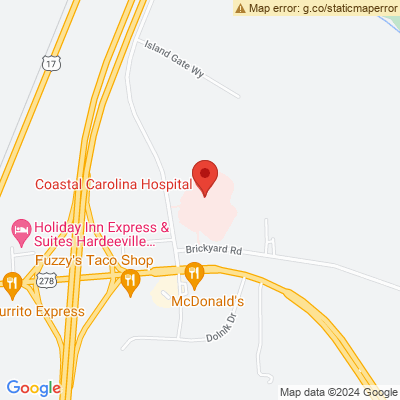 Map error: g.co/staticmaperror
Island Gate Wy
17
Coastal Carolina Hospital
Holiday Inn Express &
Suites Hardeeville...
Brickyard Rd
Fuzzy's Taco Shop
278
McDonald's
urrito Express
Dolnik Dr
Google
Map data ©2024 Google